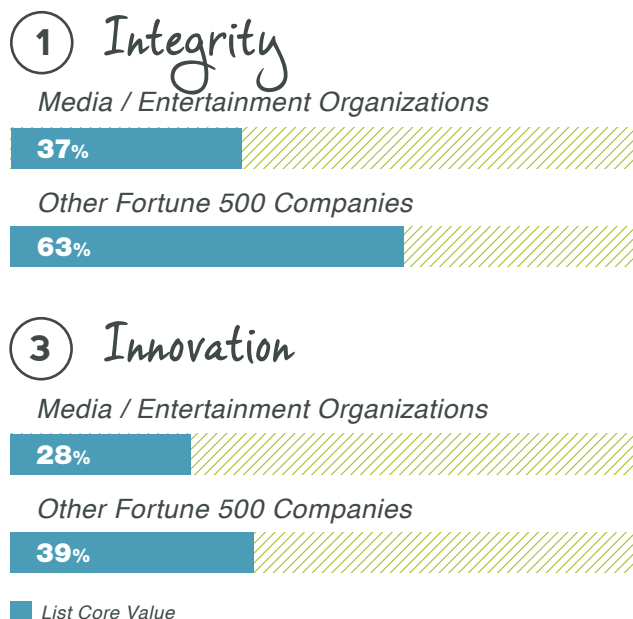 1 Integrity
Media / Entertainment Organizations
37%
Other Fortune 500 Companies
63%
3 Innovation
Media / Entertainment Organizations
28%
Other Fortune 500 Companies
39%
List Core Value